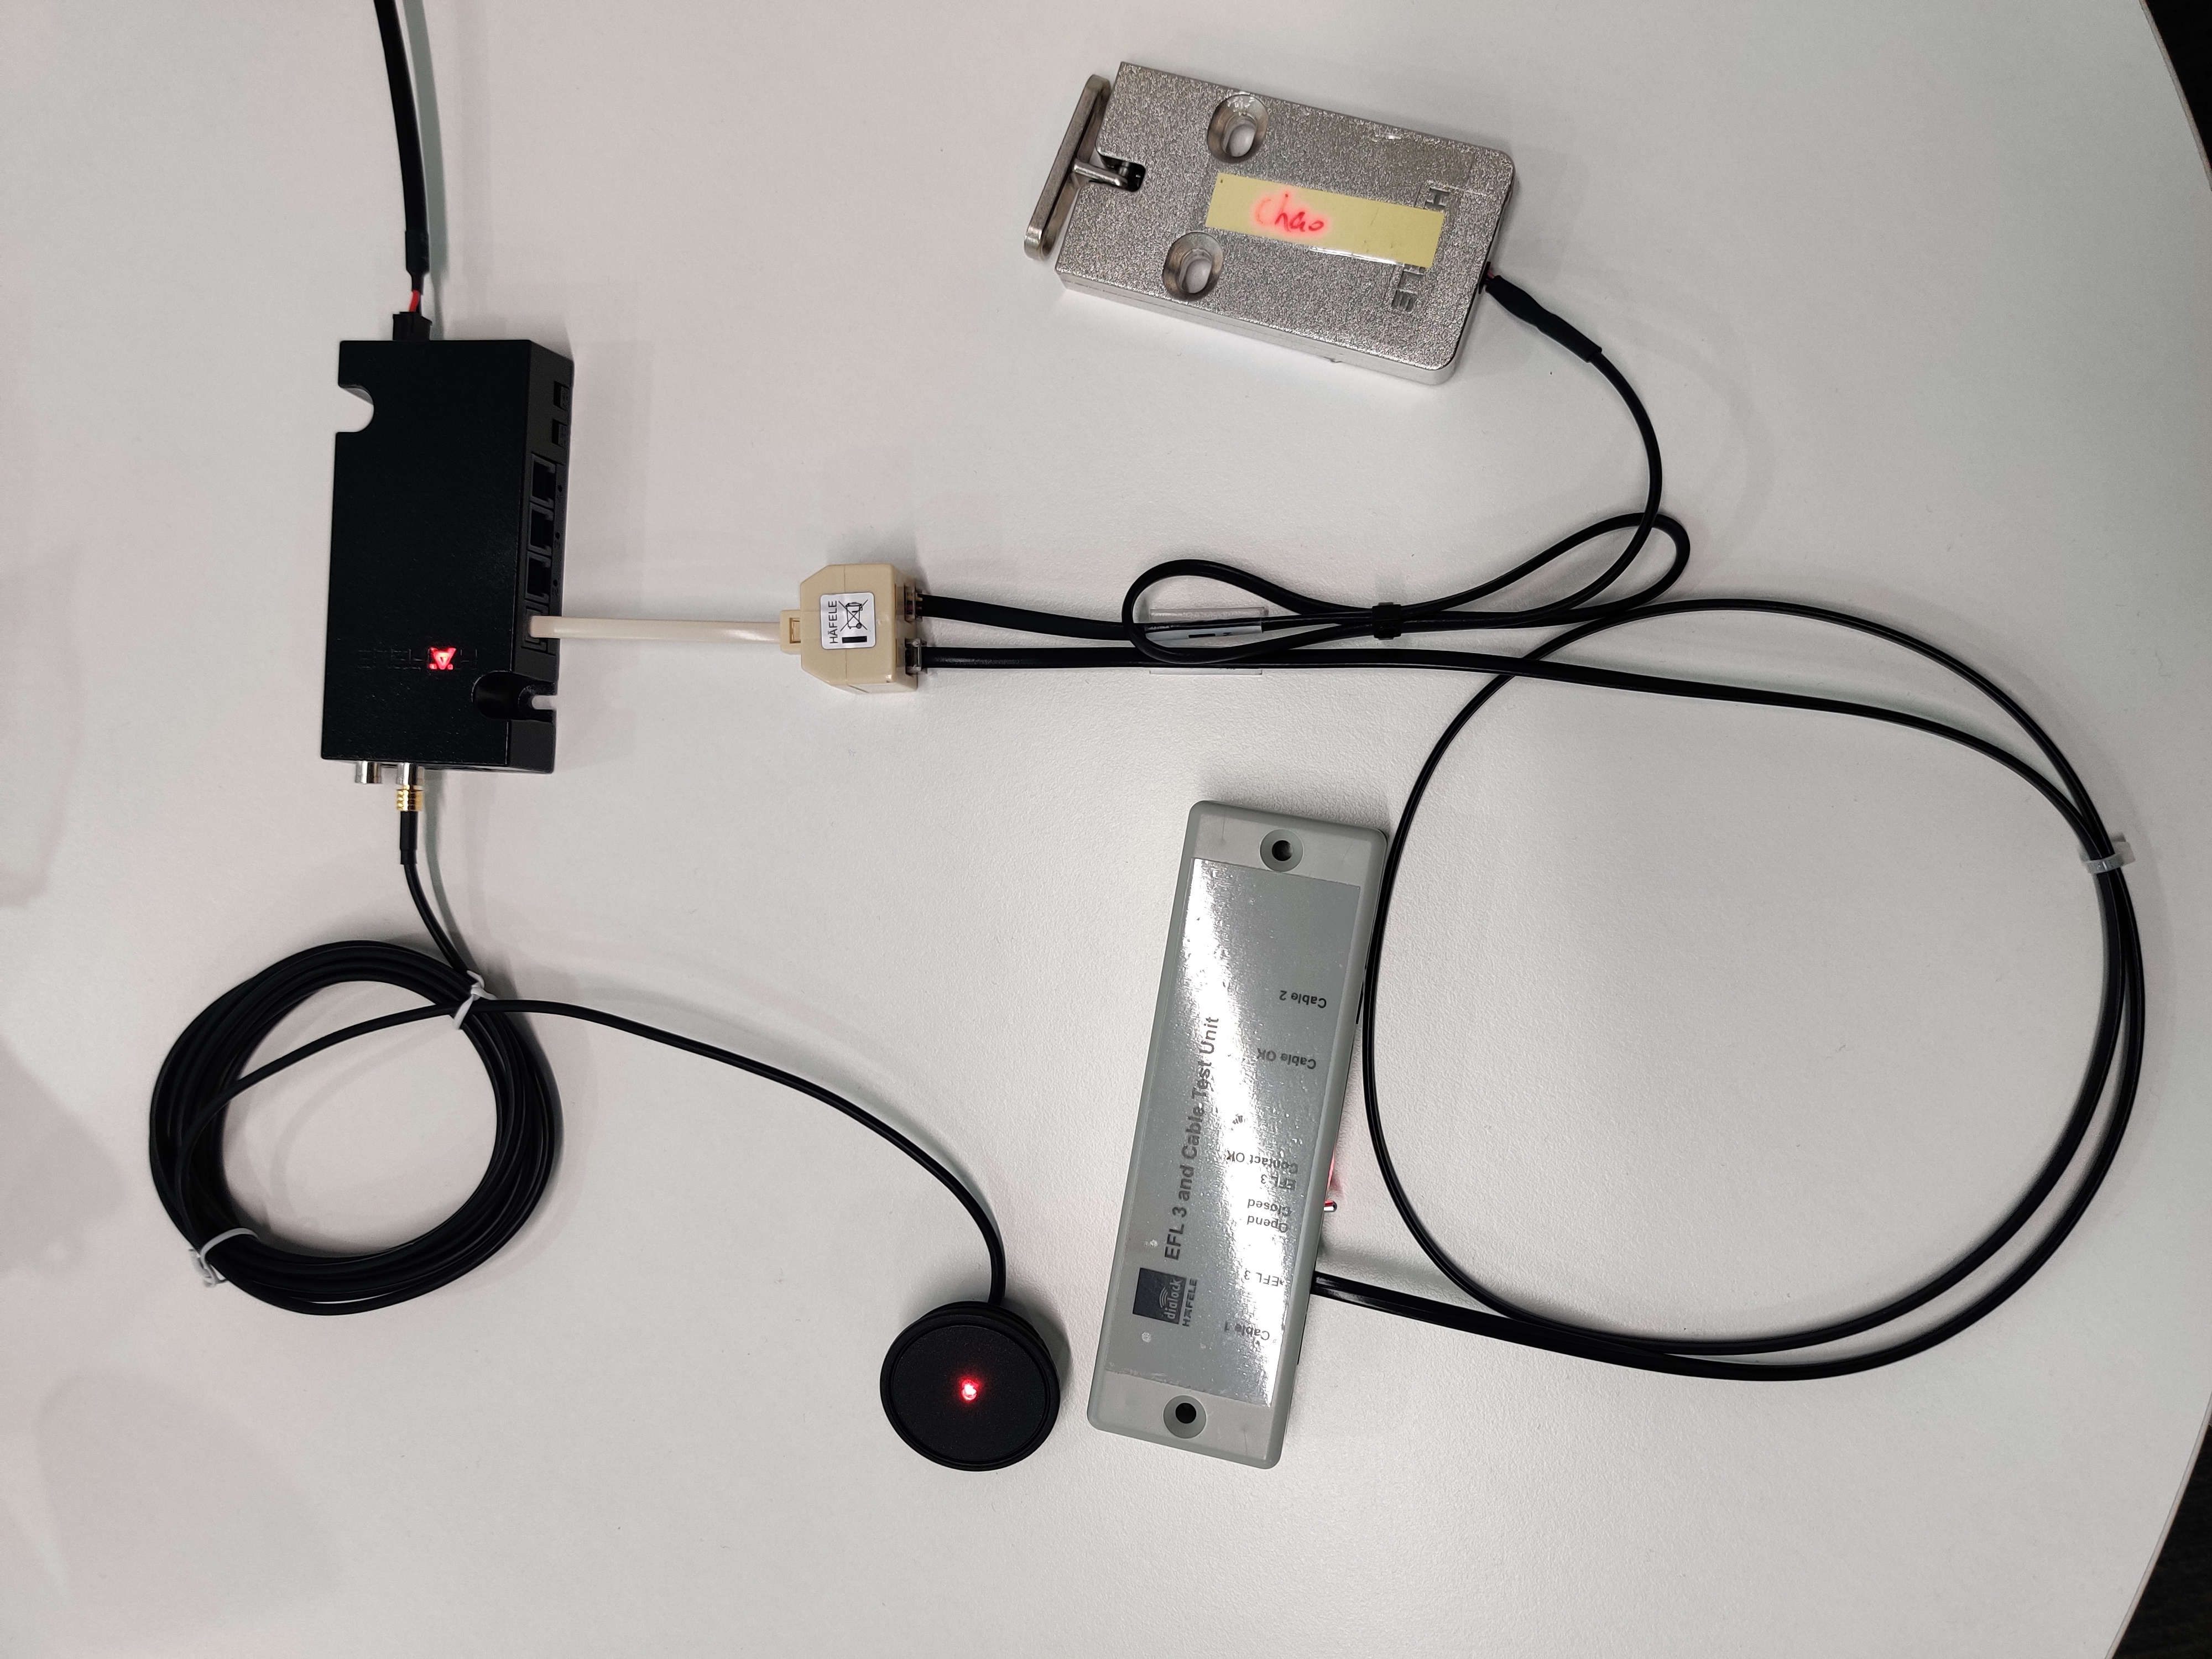 HÄFELE
dialock
HÄFELE
EFL 3 and Cable Test Unit
Cable 1
EFL 3
Opend
Closed
EFL 3
Contact OK
Cable OK
Cable 2
Chao